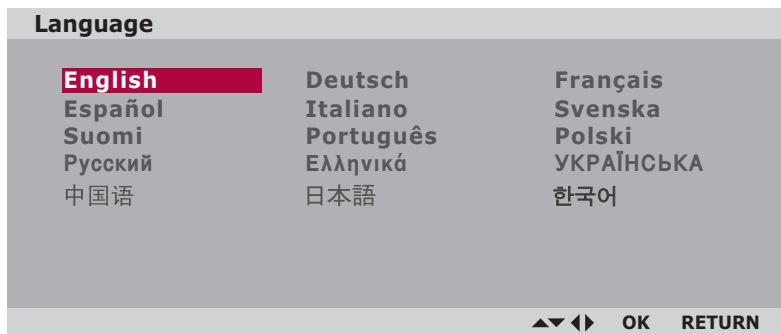 Language
English Deutsch Français
Español Italiano Svenska
Suomi Português Polski
Русский Ελληνικά УКРАЇНСЬКА
中国语 日本語 한국어
OK RETURN